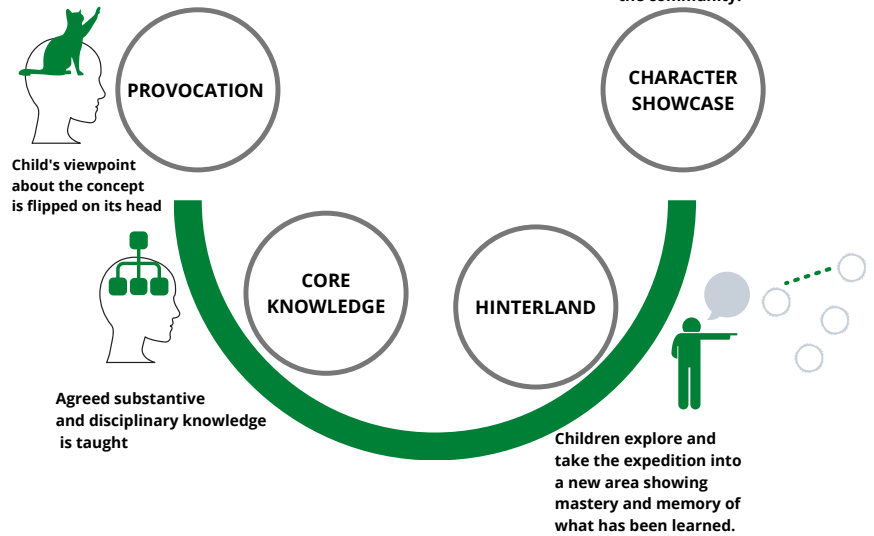 the community.
PROVOCATION
CHARACTER
SHOWCASE
Child's viewpoint
about the concept
is flipped on its head
CORE
KNOWLEDGE
HINTERLAND
Agreed substantive
and disciplinary knowledge
is taught
Children explore and
take the expedition into
a new area showing
mastery and memory of
what has been learned.